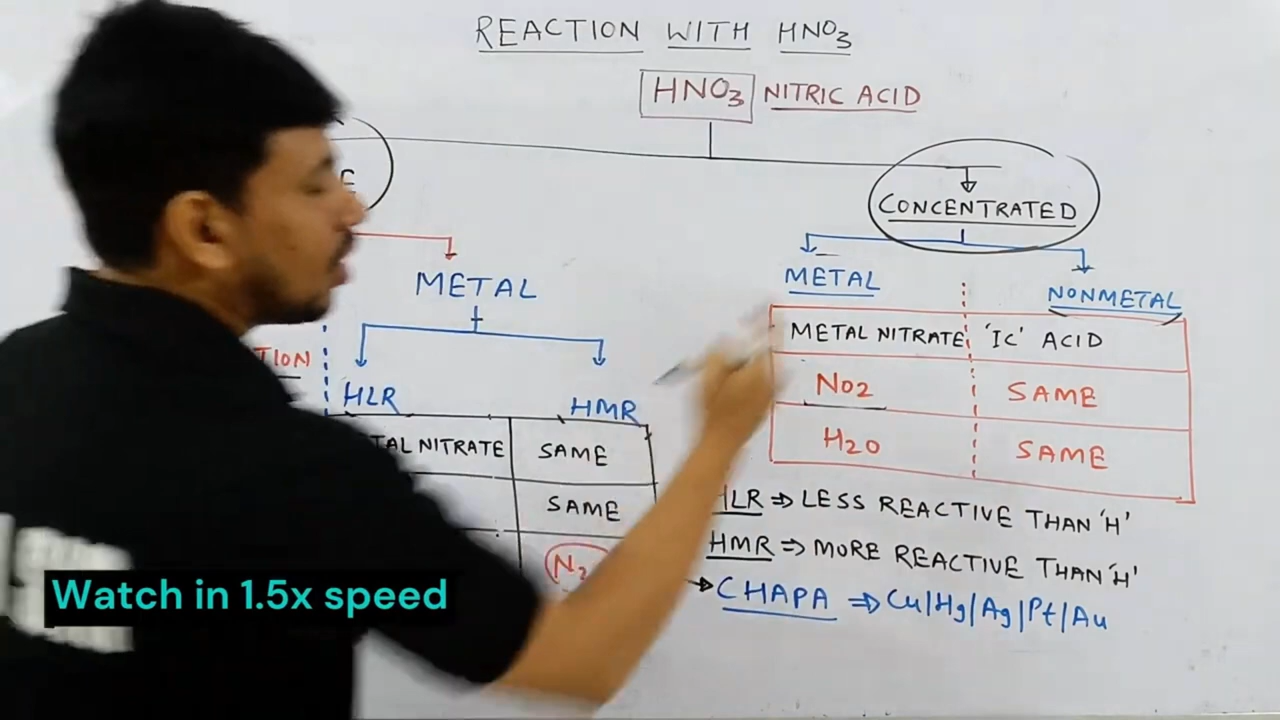 REACTION WITH HNO3
HNO3 NITRIC ACID
CONCENTRATED
METAL
METAL
NONMETAL
METAL NITRATE 'IC' ACID
NO2 SAME
H2O SAME
TION
HLR
HMR
TAL NITRATE SAME
SAME
HLR ⇒ LESS REACTIVE THAN 'H'
HMR ⇒ MORE REACTIVE THAN 'H'
→ CHAPA ⇒ Cu|Hg|Ag|Pt|Au
Watch in 1.5x speed